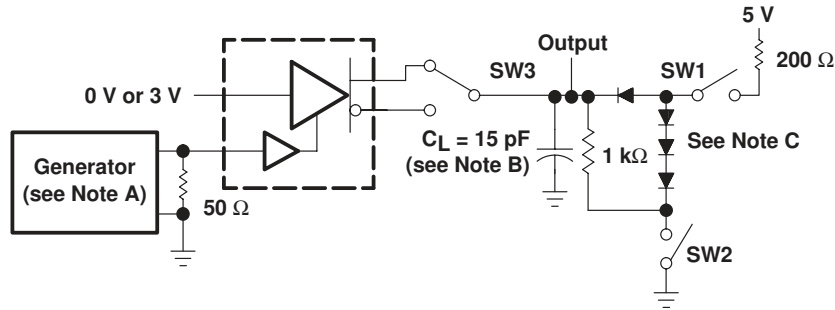 5 V
Output
SW3
SW1
200 Ω
0 V or 3 V
CL = 15 pF
(see Note B)
1 kΩ
See Note C
Generator
(see Note A)
50 Ω
SW2